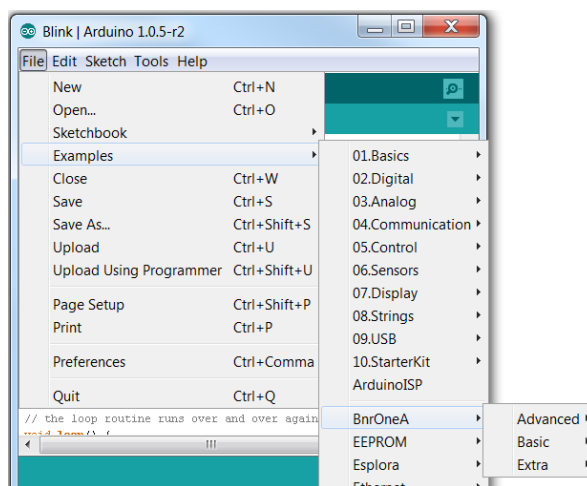 Blink | Arduino 1.0.5-r2
File Edit Sketch Tools Help
New Ctrl+N
Open... Ctrl+O
Sketchbook
Examples
Close Ctrl+W
Save Ctrl+S
Save As... Ctrl+Shift+S
Upload Ctrl+U
Upload Using Programmer Ctrl+Shift+U
Page Setup Ctrl+Shift+P
Print Ctrl+P
Preferences Ctrl+Comma
Quit Ctrl+Q
// the loop routine runs over and over again
void loop() {
01.Basics
02.Digital
03.Analog
04.Communication
05.Control
06.Sensors
07.Display
08.Strings
09.USB
10.StarterKit
ArduinoISP
BnrOneA
EEPROM
Esplora
Ethernet
Advanced
Basic
Extra